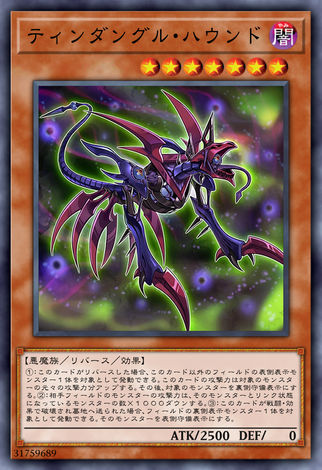 ティンダングル・ハウンド
闇
やみ
【悪魔族／リバース／効果】
①：このカードがリバースした場合、このカード以外のフィールドの表側表示モ
ンスター１体を対象として発動できる。このカードの攻撃力は対象のモンスター
の元々の攻撃力分アップする。その後、対象のモンスターを裏側守備表示にす
る。②：相手フィールドのモンスターの攻撃力は、そのモンスターとリンク状態
になっているモンスターの数×１０００ダウンする。③：このカードが戦闘・効
果で破壊され墓地へ送られた場合、フィールドの裏側表示モンスター１体を対象
として発動できる。そのモンスターを表側守備表示にする。
ATK/2500 DEF/ 0
31759689